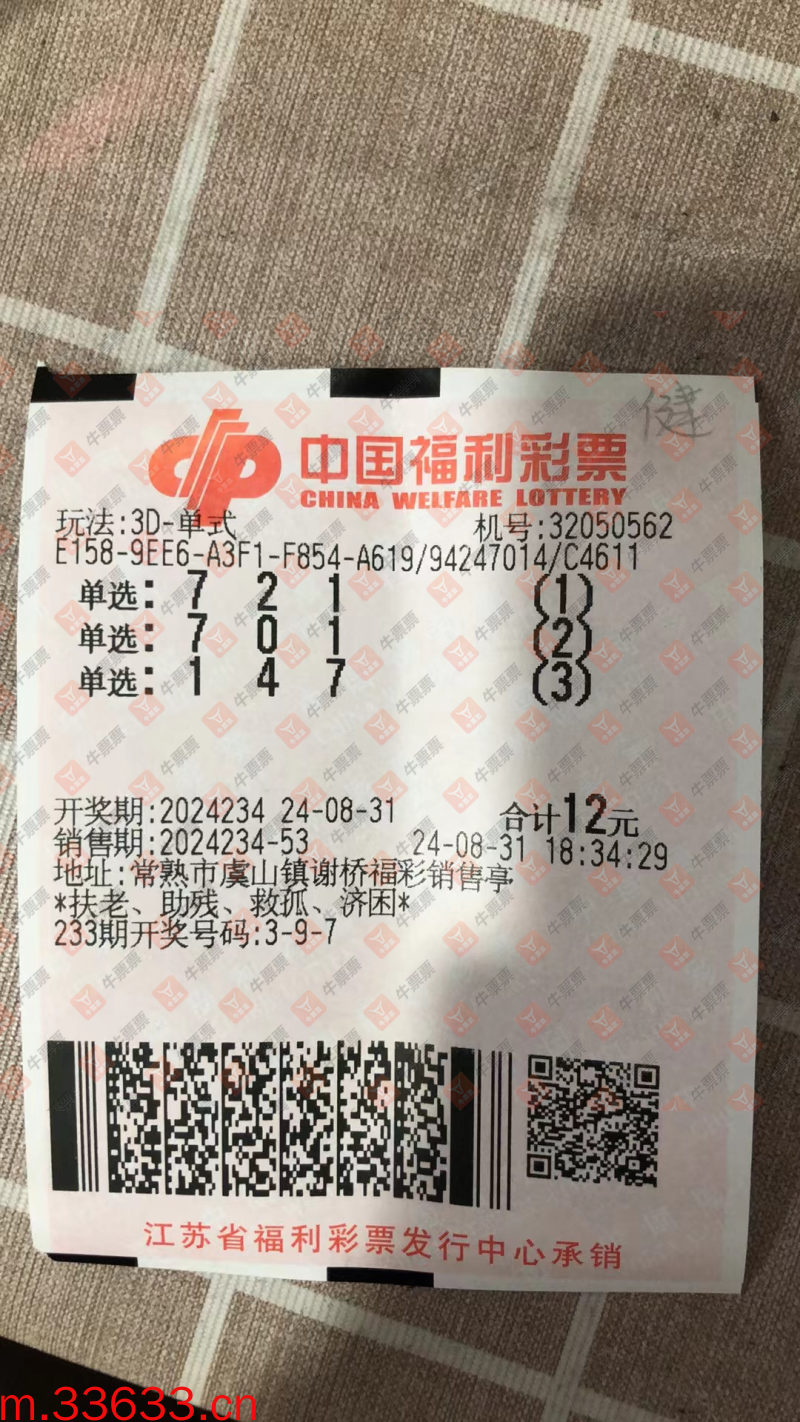 健
中国福利彩票
CHINA WELFARE LOTTERY
玩法:3D-单式 机号:32050562
E158-9EE6-A3F1-F854-A619/94247014/C4611
单选: 7 2 1 (1)
单选: 7 0 1 (2)
单选: 1 4 7 (3)
开奖期:2024234 24-08-31 合计12元
销售期:2024234-53 24-08-31 18:34:29
地址:常熟市虞山镇谢桥福彩销售亭
*扶老、助残、救孤、济困*
233期开奖号码:3-9-7
江苏省福利彩票发行中心承销
牛票票
m.33633.cn